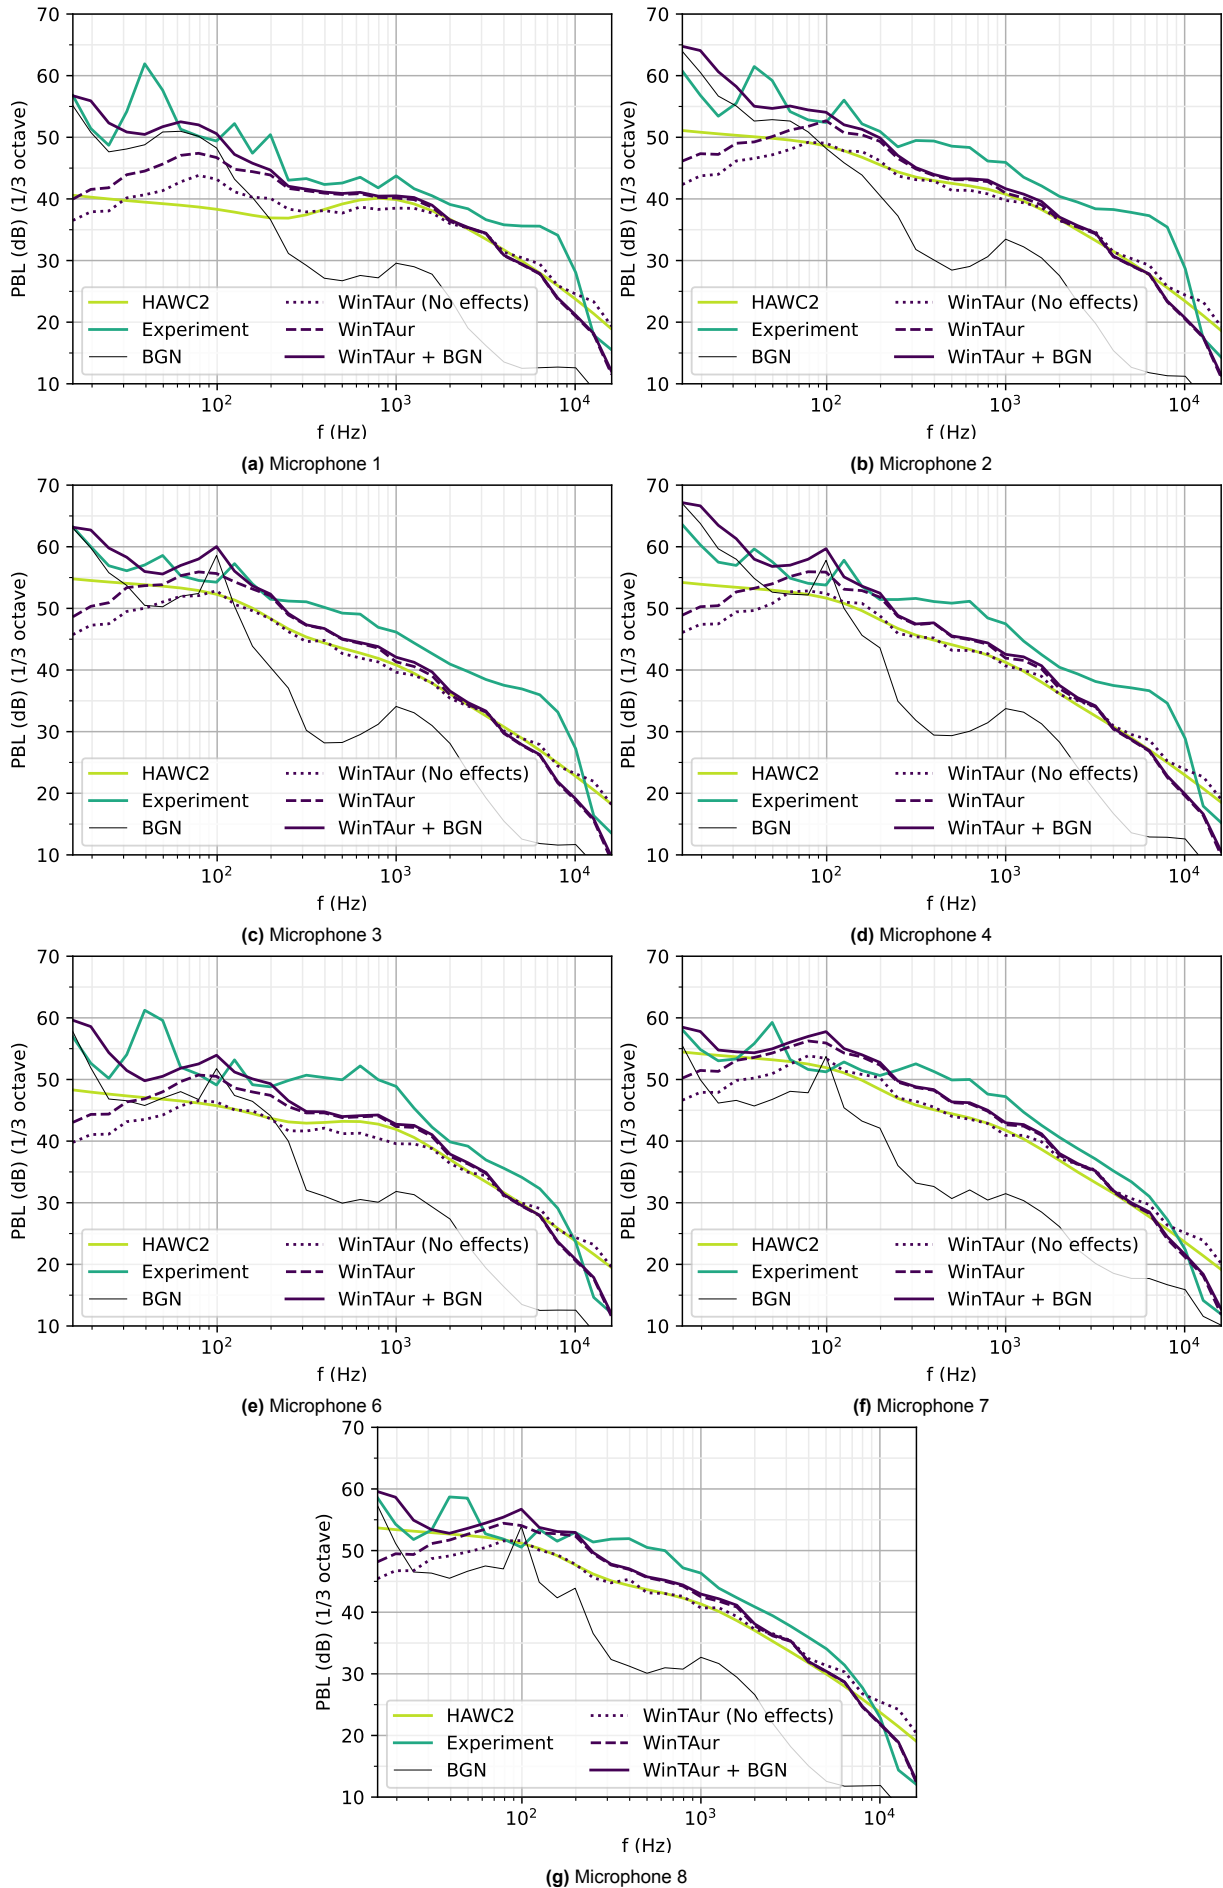 70
60
50
40
30
20
10
PBL (dB) (1/3 octave)
HAWC2
Experiment
BGN
WinTAur (No effects)
WinTAur
WinTAur + BGN
10² 10³ 10⁴
f (Hz)
(a) Microphone 1
70
60
50
40
30
20
10
PBL (dB) (1/3 octave)
HAWC2
Experiment
BGN
WinTAur (No effects)
WinTAur
WinTAur + BGN
10² 10³ 10⁴
f (Hz)
(b) Microphone 2
70
60
50
40
30
20
10
PBL (dB) (1/3 octave)
HAWC2
Experiment
BGN
WinTAur (No effects)
WinTAur
WinTAur + BGN
10² 10³ 10⁴
f (Hz)
(c) Microphone 3
70
60
50
40
30
20
10
PBL (dB) (1/3 octave)
HAWC2
Experiment
BGN
WinTAur (No effects)
WinTAur
WinTAur + BGN
10² 10³ 10⁴
f (Hz)
(d) Microphone 4
70
60
50
40
30
20
10
PBL (dB) (1/3 octave)
HAWC2
Experiment
BGN
WinTAur (No effects)
WinTAur
WinTAur + BGN
10² 10³ 10⁴
f (Hz)
(e) Microphone 6
70
60
50
40
30
20
10
PBL (dB) (1/3 octave)
HAWC2
Experiment
BGN
WinTAur (No effects)
WinTAur
WinTAur + BGN
10² 10³ 10⁴
f (Hz)
(f) Microphone 7
70
60
50
40
30
20
10
PBL (dB) (1/3 octave)
HAWC2
Experiment
BGN
WinTAur (No effects)
WinTAur
WinTAur + BGN
10² 10³ 10⁴
f (Hz)
(g) Microphone 8